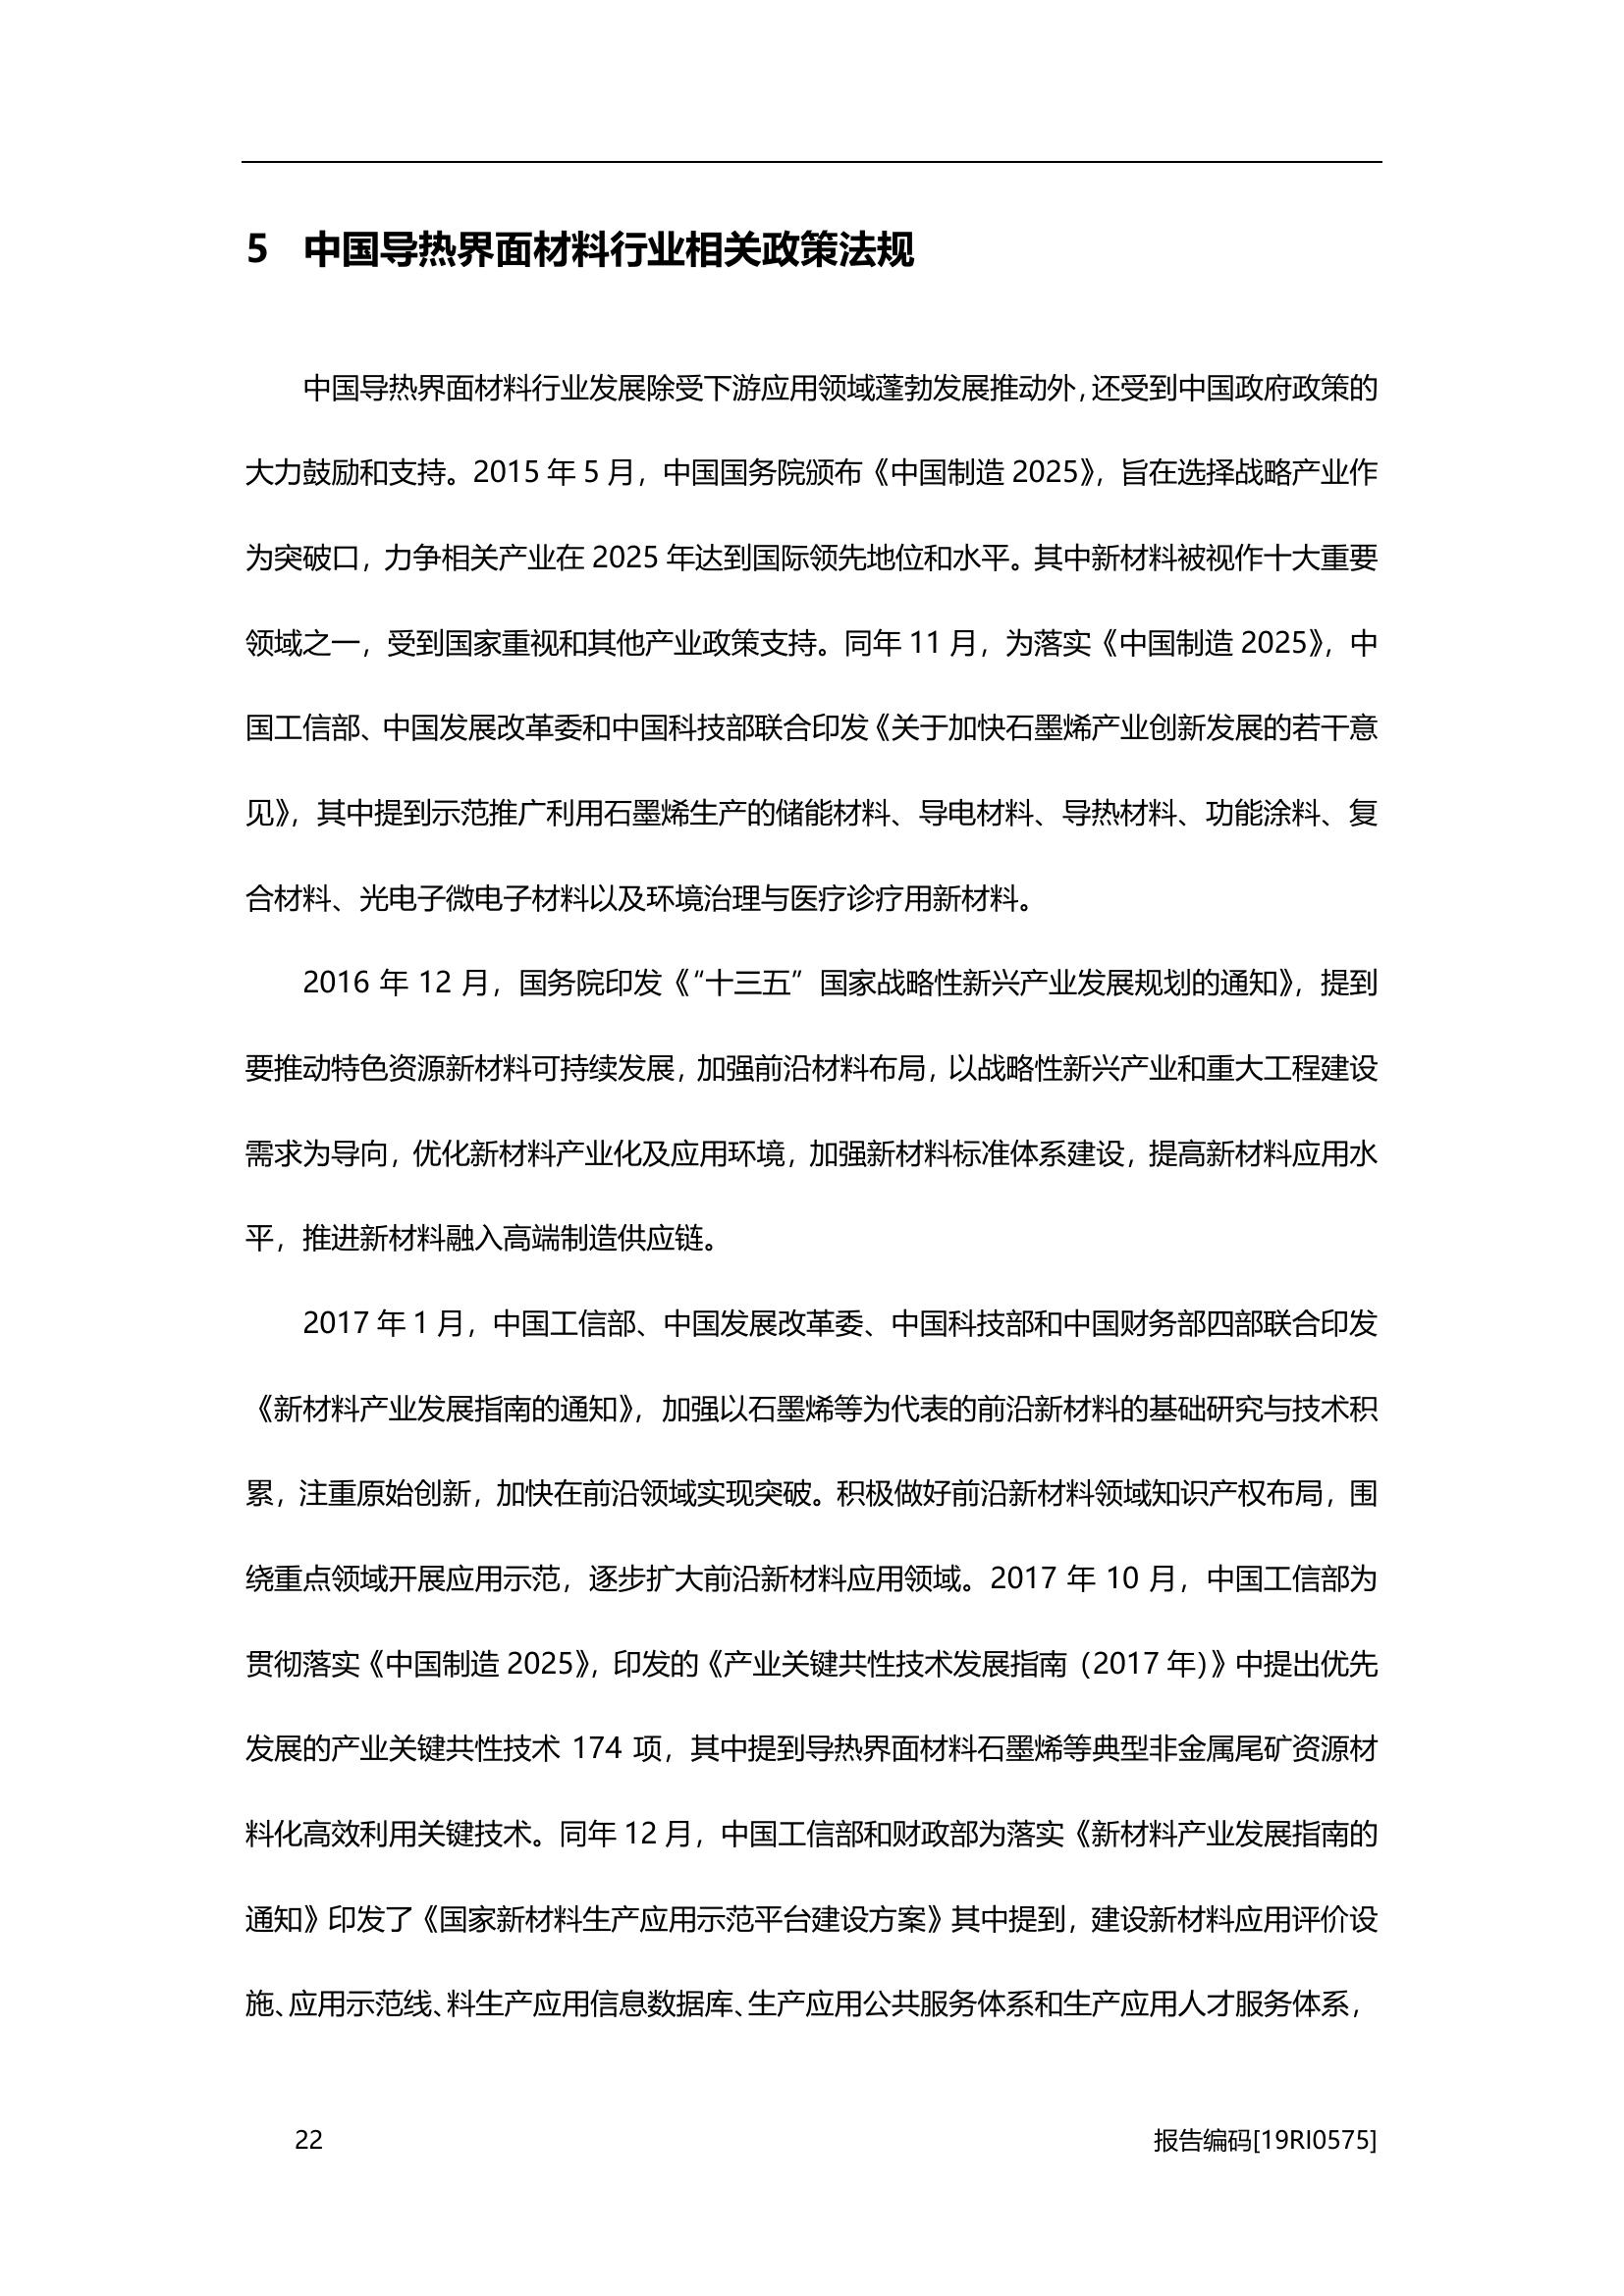 5 中国导热界面材料行业相关政策法规
中国导热界面材料行业发展除受下游应用领域蓬勃发展推动外，还受到中国政府政策的
大力鼓励和支持。2015 年 5 月，中国国务院颁布《中国制造 2025》，旨在选择战略产业作
为突破口，力争相关产业在 2025 年达到国际领先地位和水平。其中新材料被视作十大重要
领域之一，受到国家重视和其他产业政策支持。同年 11 月，为落实《中国制造 2025》，中
国工信部、中国发展改革委和中国科技部联合印发《关于加快石墨烯产业创新发展的若干意
见》，其中提到示范推广利用石墨烯生产的储能材料、导电材料、导热材料、功能涂料、复
合材料、光电子微电子材料以及环境治理与医疗诊疗用新材料。
2016 年 12 月，国务院印发《“十三五”国家战略性新兴产业发展规划的通知》，提到
要推动特色资源新材料可持续发展，加强前沿材料布局，以战略性新兴产业和重大工程建设
需求为导向，优化新材料产业化及应用环境，加强新材料标准体系建设，提高新材料应用水
平，推进新材料融入高端制造供应链。
2017 年 1 月，中国工信部、中国发展改革委、中国科技部和中国财务部四部联合印发
《新材料产业发展指南的通知》，加强以石墨烯等为代表的前沿新材料的基础研究与技术积
累，注重原始创新，加快在前沿领域实现突破。积极做好前沿新材料领域知识产权布局，围
绕重点领域开展应用示范，逐步扩大前沿新材料应用领域。2017 年 10 月，中国工信部为
贯彻落实《中国制造 2025》，印发的《产业关键共性技术发展指南（2017 年）》中提出优先
发展的产业关键共性技术 174 项，其中提到导热界面材料石墨烯等典型非金属尾矿资源材
料化高效利用关键技术。同年 12 月，中国工信部和财政部为落实《新材料产业发展指南的
通知》印发了《国家新材料生产应用示范平台建设方案》其中提到，建设新材料应用评价设
施、应用示范线、料生产应用信息数据库、生产应用公共服务体系和生产应用人才服务体系，
22 报告编码[19RI0575]